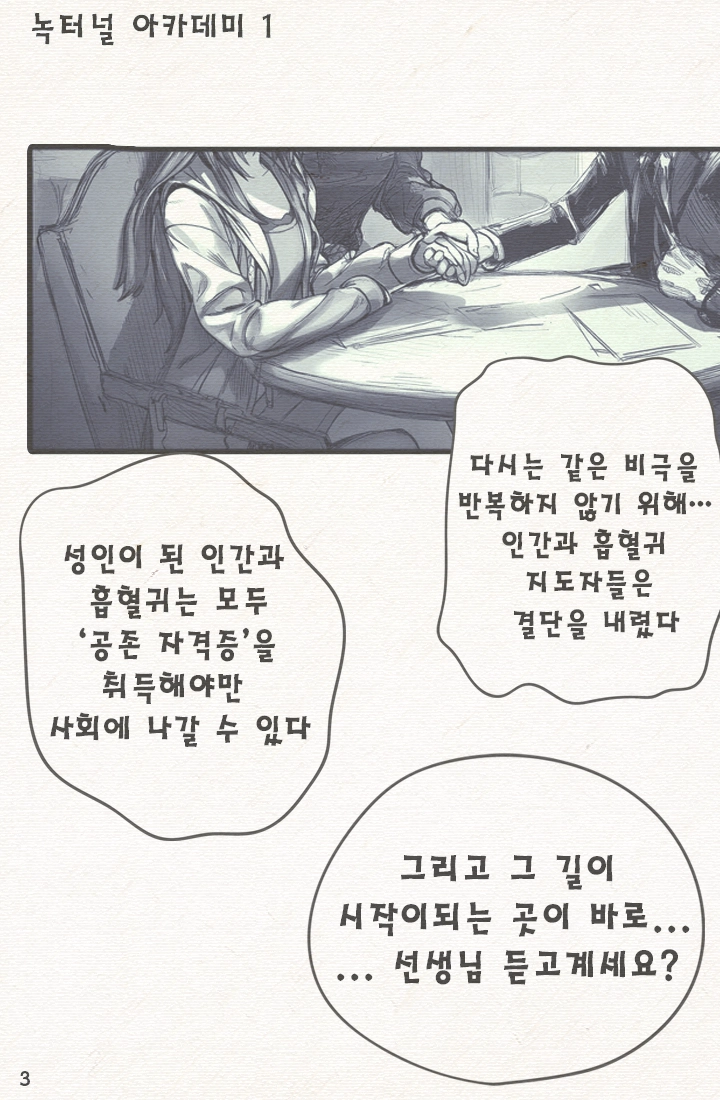 녹터널 아카데미 1
다시는 같은 비극을
반복하지 않기 위해…
인간과 흡혈귀
지도자들은
결단을 내렸다
성인이 된 인간과
흡혈귀는 모두
‘공존 자격증’을
취득해야만
사회에 나갈 수 있다
그리고 그 길이
시작이되는 곳이 바로...
... 선생님 듣고계세요?
3